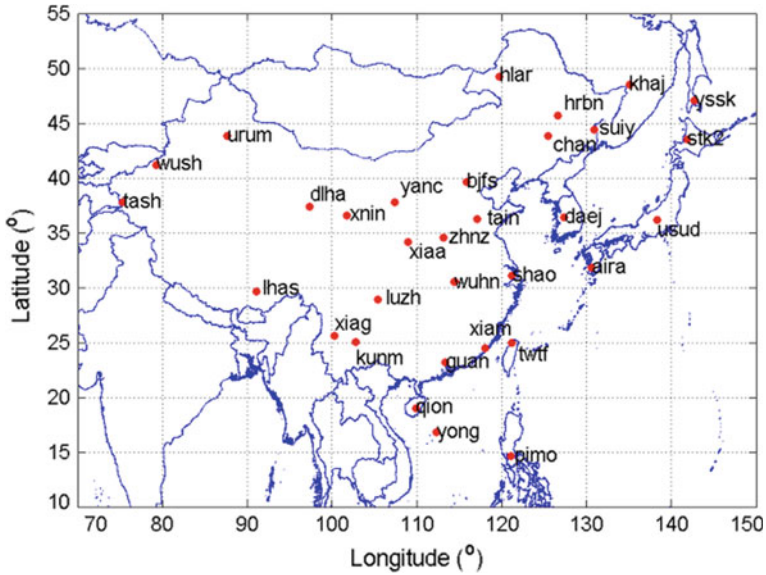 55
50
45
40
35
30
25
20
15
10
Latitude (°)
hlar
khaj
yssk
hrbn
suiy
chan
stk2
urum
wush
bjfs
tash
dlha
yanc
xnin
tain
daej
usud
zhnz
xiaa
aira
shao
wuhn
lhas
luzh
xiag
xiam
kunm
guan
twtf
qion
yong
pimo
70 80 90 100 110 120 130 140 150
Longitude (°)